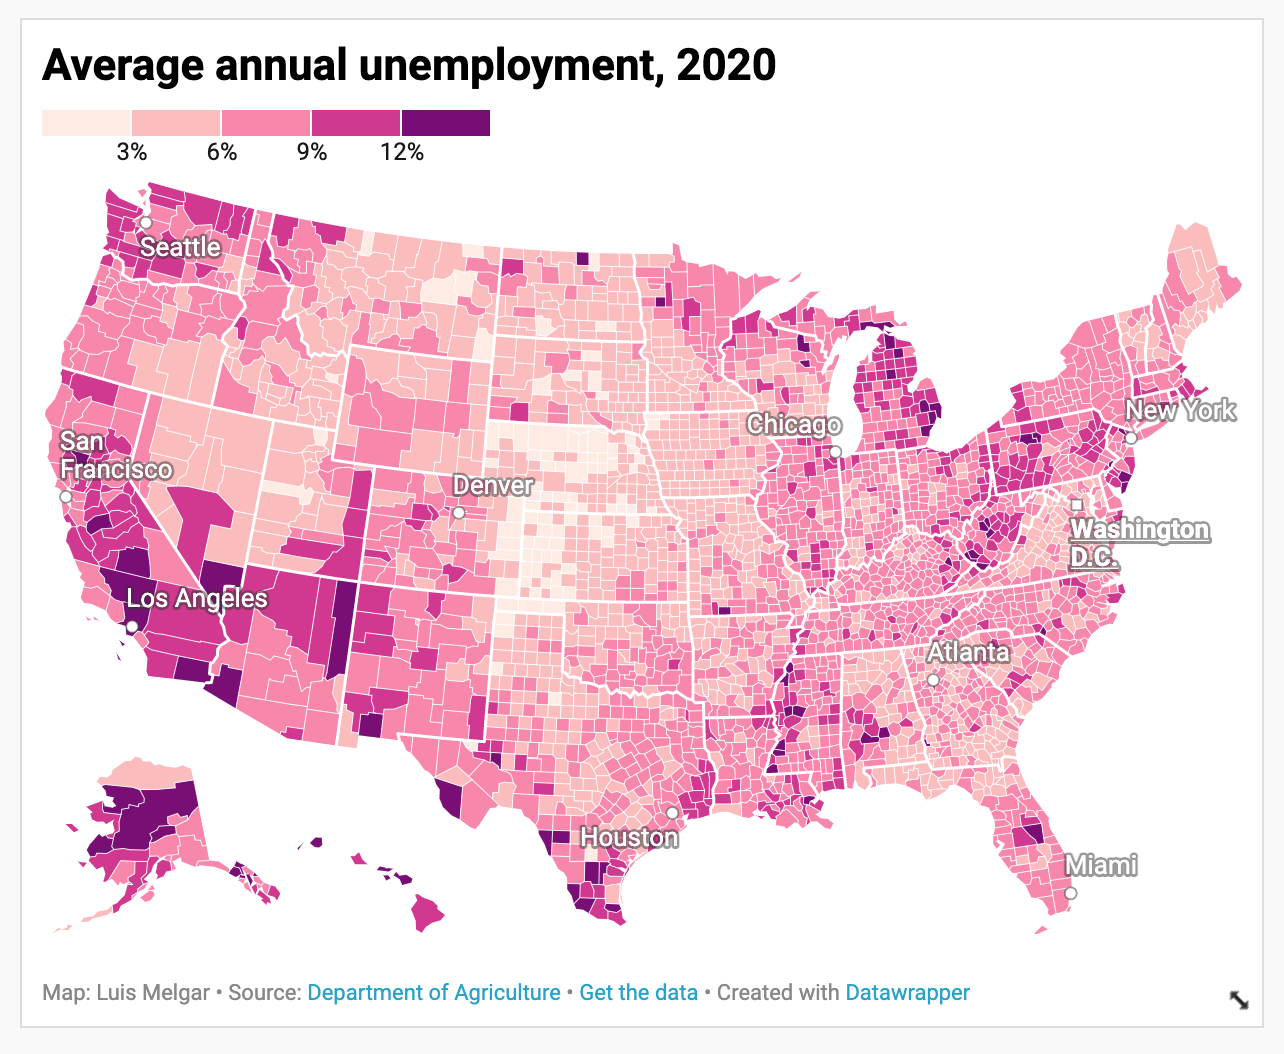 Average annual unemployment, 2020
3% 6% 9% 12%
Seattle
San
Francisco
Denver
Chicago
New York
Washington
D.C.
Los Angeles
Atlanta
Houston
Miami
Map: Luis Melgar • Source: Department of Agriculture • Get the data • Created with Datawrapper